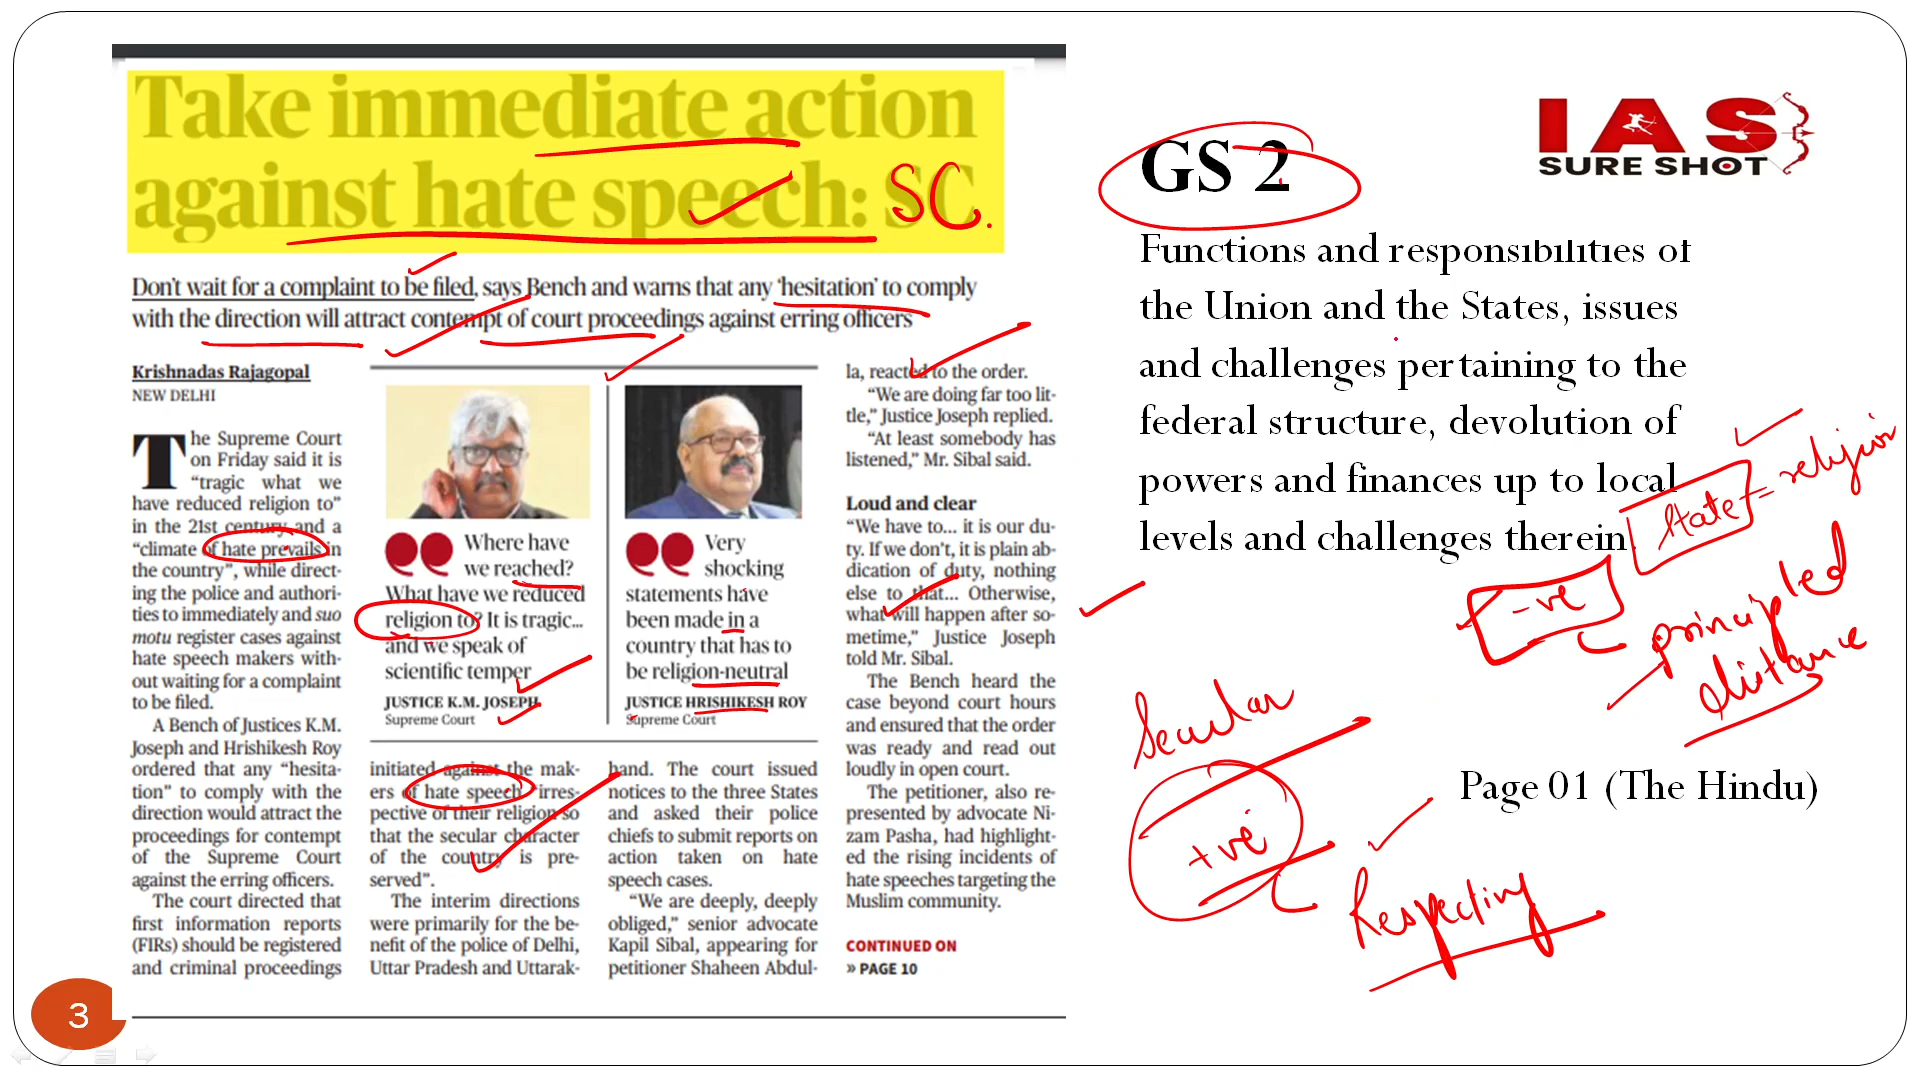 Take immediate action
against hate speech: SC
SC.
Don't wait for a complaint to be filed, says Bench and warns that any 'hesitation' to comply
with the direction will attract contempt of court proceedings against erring officers
Krishnadas Rajagopal
NEW DELHI
The Supreme Court
on Friday said it is
"tragic what we
have reduced religion to"
in the 21st century and a
"climate of hate prevails in
the country", while direct-
ing the police and authori-
ties to immediately and suo
motu register cases against
hate speech makers with-
out waiting for a complaint
to be filed.
A Bench of Justices K.M.
Joseph and Hrishikesh Roy
ordered that any "hesita-
tion" to comply with the
direction would attract the
proceedings for contempt
of the Supreme Court
against the erring officers.
The court directed that
first information reports
(FIRs) should be registered
and criminal proceedings
Where have
we reached?
What have we reduced
religion to? It is tragic...
and we speak of
scientific temper
JUSTICE K.M. JOSEPH,
Supreme Court
Very
shocking
statements have
been made in a
country that has to
be religion-neutral
JUSTICE HRISHIKESH ROY
Supreme Court
initiated against the mak-
ers of hate speech irres-
pective of their religion so
that the secular character
of the country is pre-
served".
The interim directions
were primarily for the be-
nefit of the police of Delhi,
Uttar Pradesh and Uttarak-
hand. The court issued
notices to the three States
and asked their police
chiefs to submit reports on
action taken on hate
speech cases.
"We are deeply, deeply
obliged," senior advocate
Kapil Sibal, appearing for
petitioner Shaheen Abdul-
la, reacted to the order.
"We are doing far too lit-
tle," Justice Joseph replied.
"At least somebody has
listened," Mr. Sibal said.
Loud and clear
"We have to... it is our du-
ty. If we don't, it is plain ab-
dication of duty, nothing
else to that... Otherwise,
what will happen after so-
metime," Justice Joseph
told Mr. Sibal.
The Bench heard the
case beyond court hours
and ensured that the order
was ready and read out
loudly in open court.
The petitioner, also re-
presented by advocate Ni-
zam Pasha, had highlight-
ed the rising incidents of
hate speeches targeting the
Muslim community.
CONTINUED ON
» PAGE 10
IAS
SURE SHOT
GS 2
Functions and responsibilities of
the Union and the States, issues
and challenges pertaining to the
federal structure, devolution of
powers and finances up to local
levels and challenges therein.
State = religion
-ve
principled
distance
Secular
+ve
Respecting
Page 01 (The Hindu)
3